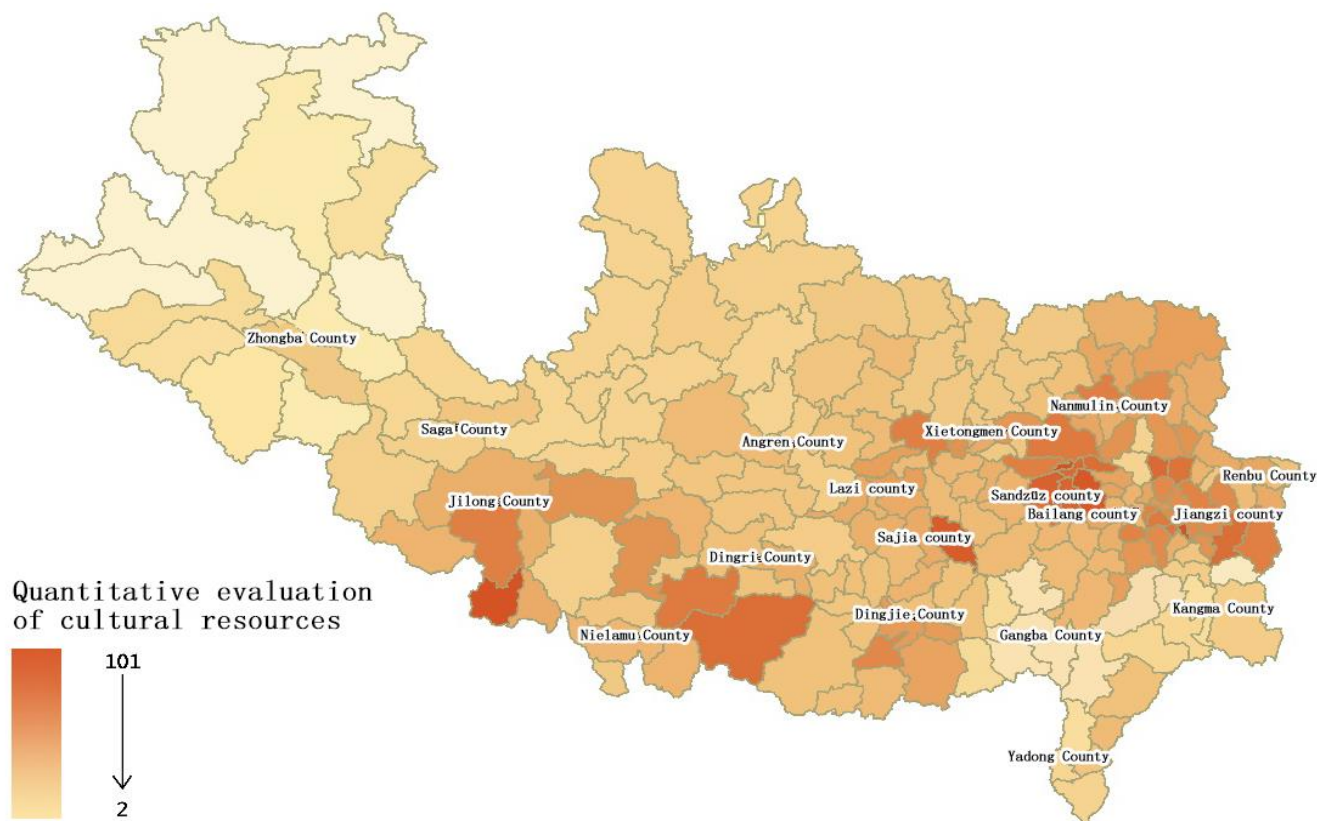 Zhongba County
Nanmulin County
Saga County
Xietongmen County
Angren County
Renbu County
Lazi county
Jilong County
Sandzüz county
Bailang county
Jiangzi county
Sajia county
Dingri County
Quantitative evaluation
of cultural resources
Kangma County
Dingjie County
Nielamu County
Gangba County
101
Yadong County
2